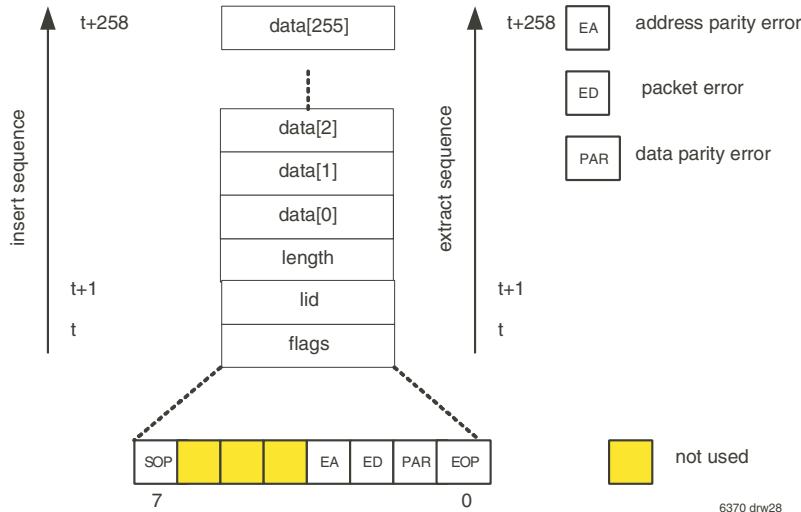 t+258
data[255]
t+258
EA
address parity error
ED
packet error
PAR
data parity error
insert sequence
extract sequence
data[2]
data[1]
data[0]
length
t+1
lid
t+1
t
flags
t
SOP
EA
ED
PAR
EOP
not used
7
0
6370 drw28